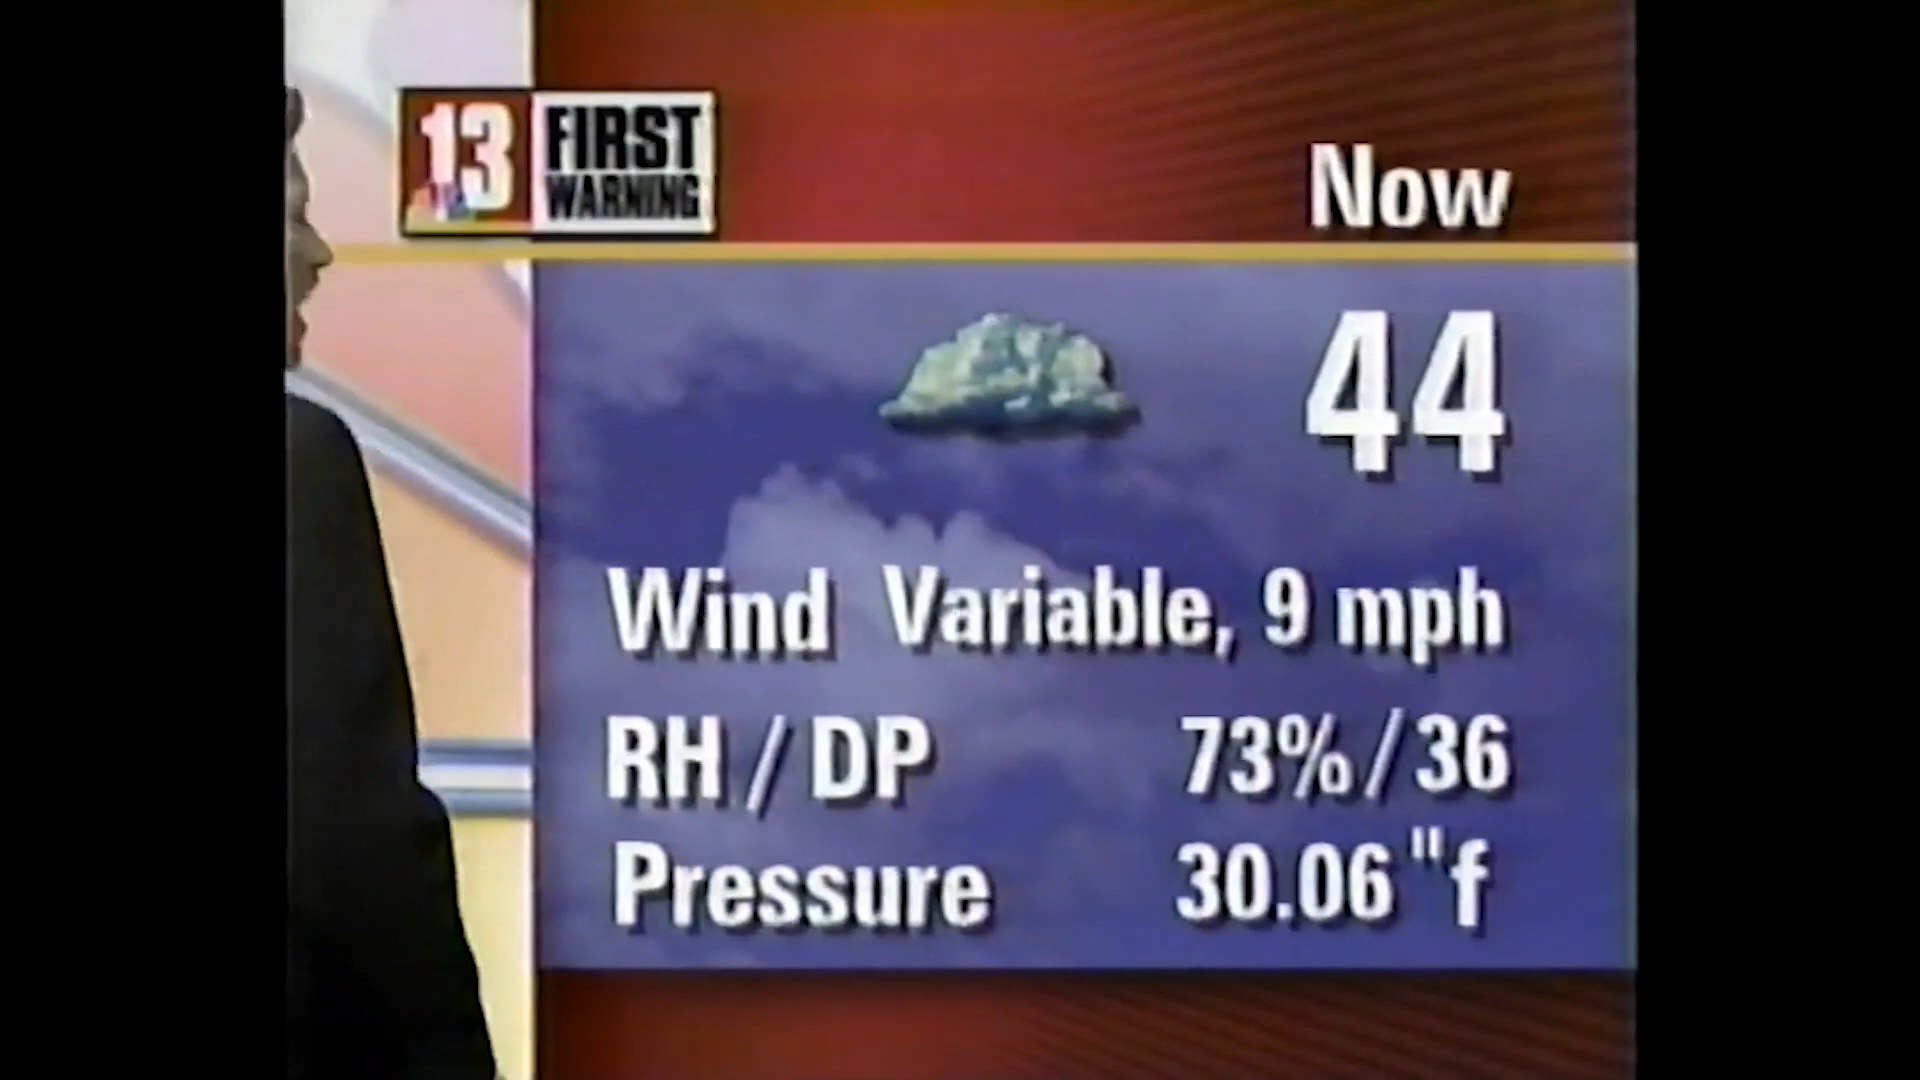 13 FIRST
WARNING
Now
44
Wind Variable, 9 mph
RH / DP 73%/36
Pressure 30.06"f